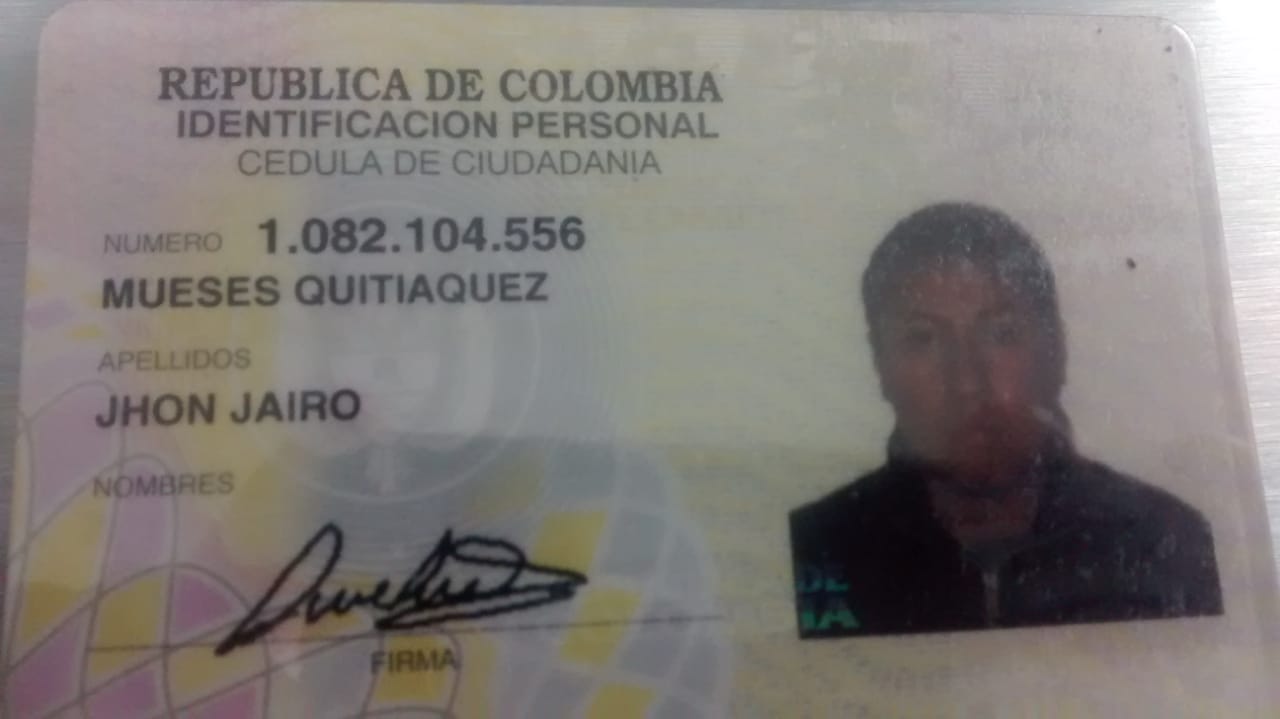 REPUBLICA DE COLOMBIA
IDENTIFICACION PERSONAL
CEDULA DE CIUDADANIA
NUMERO 1.082.104.556
MUESES QUITIAQUEZ
APELLIDOS
JHON JAIRO
NOMBRES
FIRMA
DE
IA